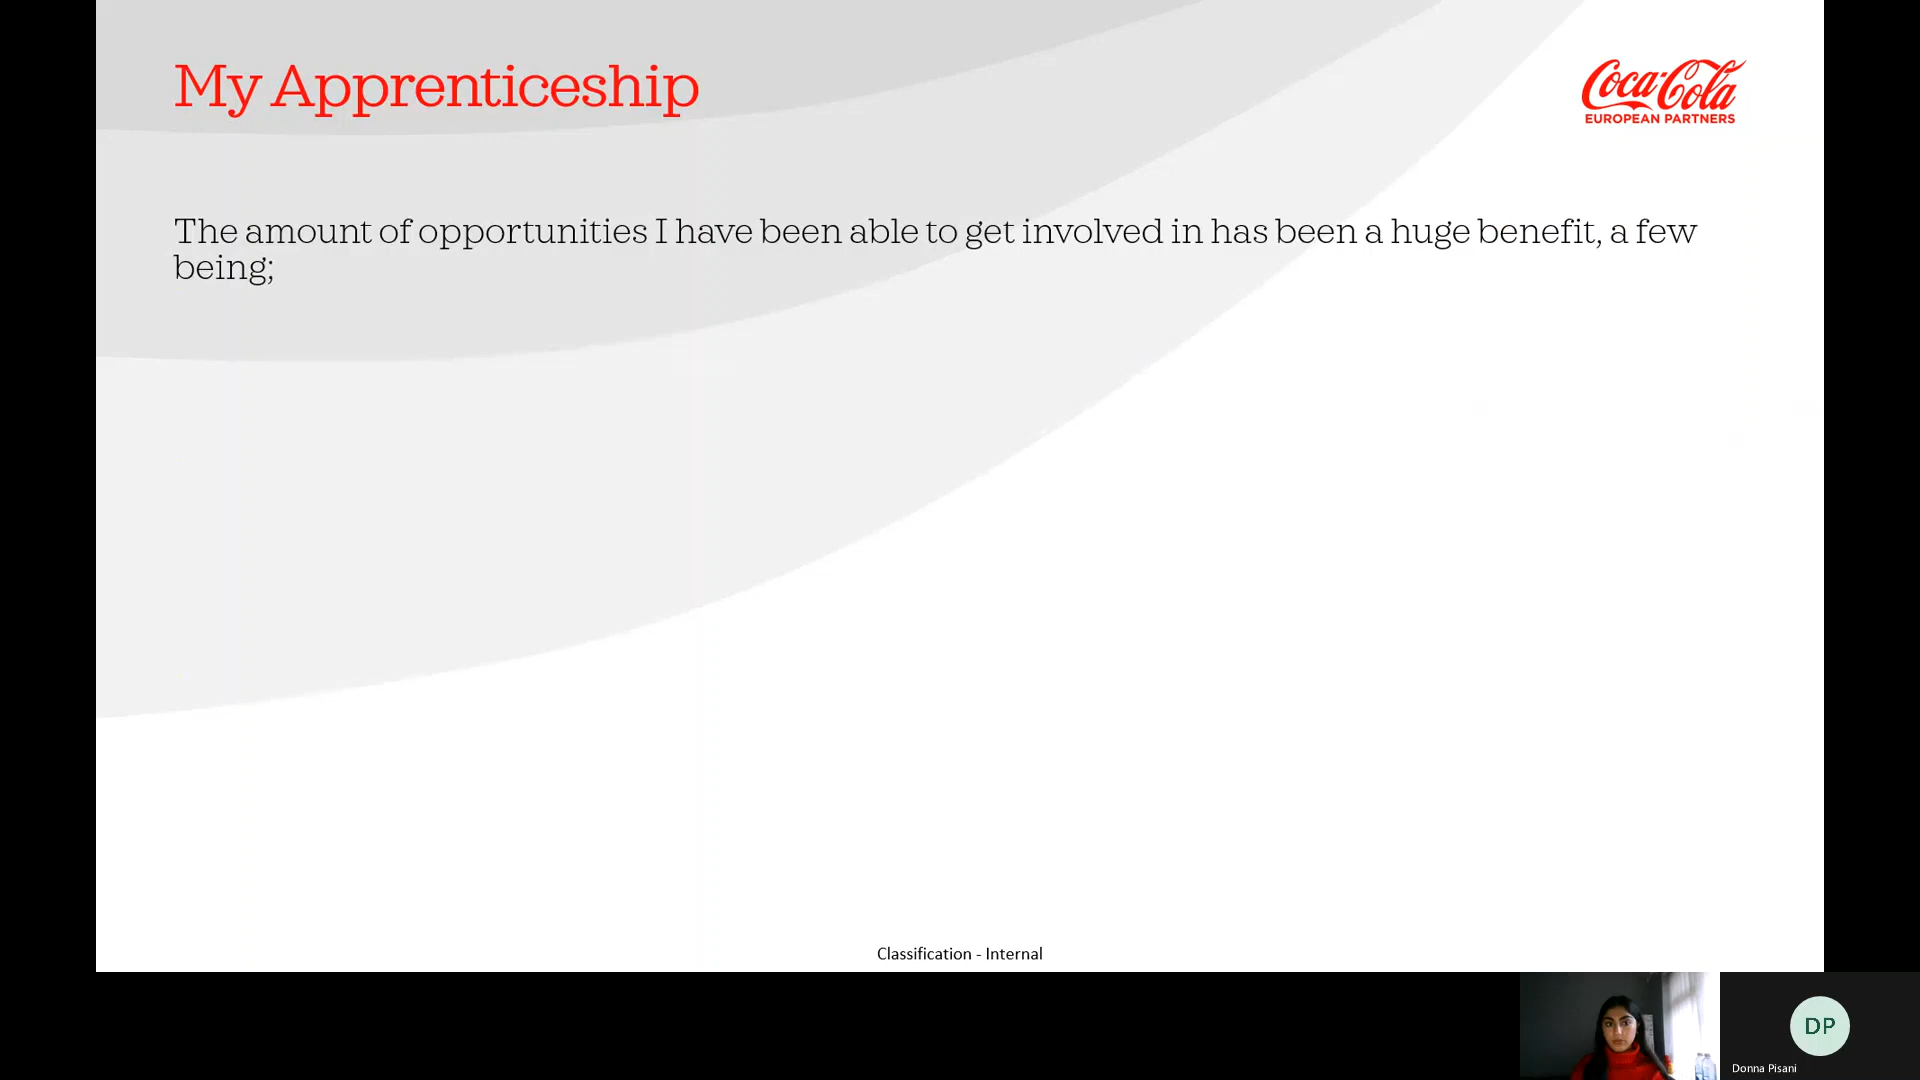 My Apprenticeship
Coca-Cola
EUROPEAN PARTNERS
The amount of opportunities I have been able to get involved in has been a huge benefit, a few
being;
Classification - Internal
DP
Donna Pisani